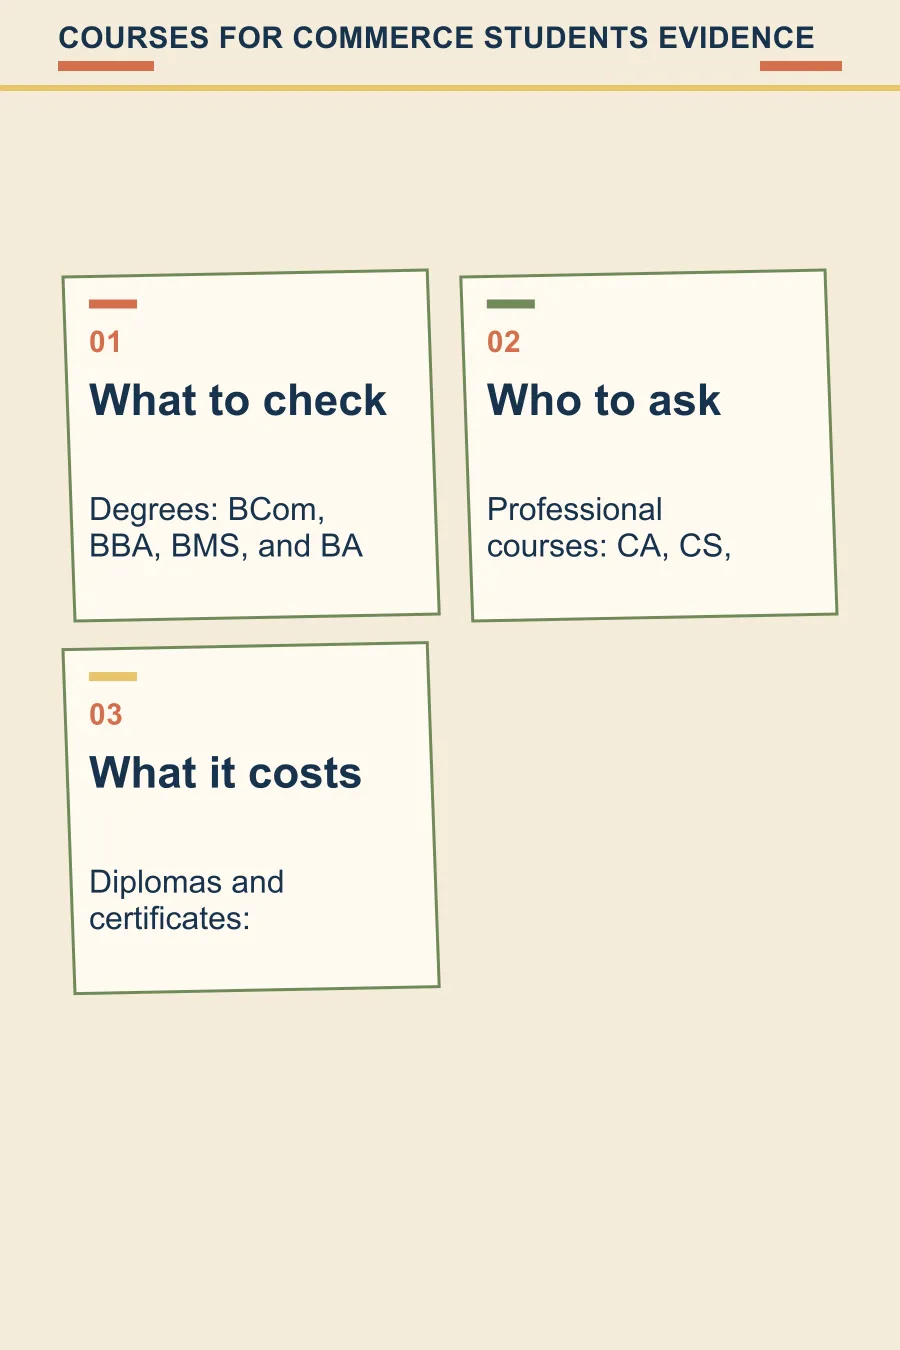 COURSES FOR COMMERCE STUDENTS EVIDENCE
01
What to check
Degrees: BCom,
BBA, BMS, and BA
02
Who to ask
Professional
courses: CA, CS,
03
What it costs
Diplomas and
certificates: